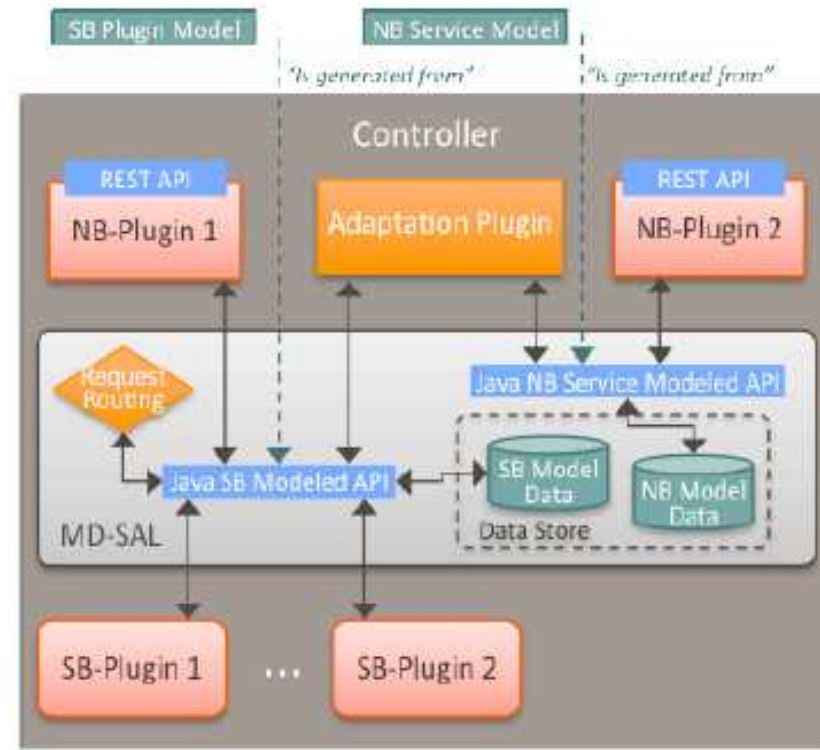 SB Plugin Model
NB Service Model
"Is generated from"
"Is generated from"
Controller
REST API
NB-Plugin 1
Adaptation Plugin
REST API
NB-Plugin 2
Request
Routing
Java NB Service Modeled API
Java SB Modeled API
SB Model
Data
NB Model
Data
Data Store
MD-SAL
SB-Plugin 1
...
SB-Plugin 2